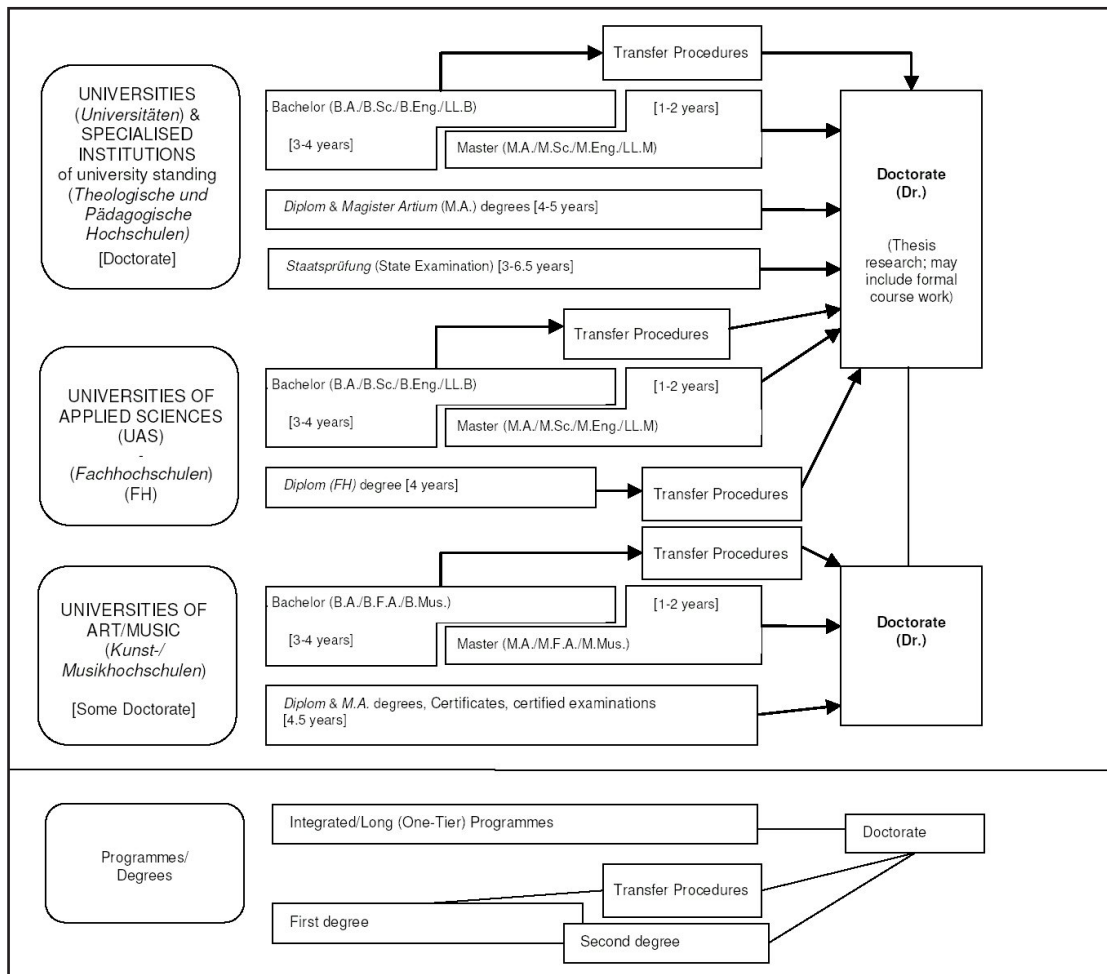 Transfer Procedures
UNIVERSITIES
(Universitäten) &
SPECIALISED
INSTITUTIONS
of university standing
(Theologische und
Pädagogische
Hochschulen)
[Doctorate]
. Bachelor (B.A./B.Sc./B.Eng./LL.B)
[3-4 years]
[1-2 years]
Master (M.A./M.Sc./M.Eng./LL.M)
Diplom & Magister Artium (M.A.) degrees [4-5 years]
Staatsprüfung (State Examination) [3-6.5 years]
Doctorate
(Dr.)
(Thesis
research; may
include formal
course work)
Transfer Procedures
UNIVERSITIES OF
APPLIED SCIENCES
(UAS)
-
(Fachhochschulen)
(FH)
. Bachelor (B.A./B.Sc./B.Eng./LL.B)
[3-4 years]
[1-2 years]
Master (M.A./M.Sc./M.Eng./LL.M)
Diplom (FH) degree [4 years]
Transfer Procedures
Transfer Procedures
UNIVERSITIES OF
ART/MUSIC
(Kunst-/
Musikhochschulen)
[Some Doctorate]
. Bachelor (B.A./B.F.A./B.Mus.)
[3-4 years]
[1-2 years]
Master (M.A./M.F.A./M.Mus.)
Diplom & M.A. degrees, Certificates, certified examinations
[4.5 years]
Doctorate
(Dr.)
Programmes/
Degrees
Integrated/Long (One-Tier) Programmes
Doctorate
Transfer Procedures
First degree
Second degree